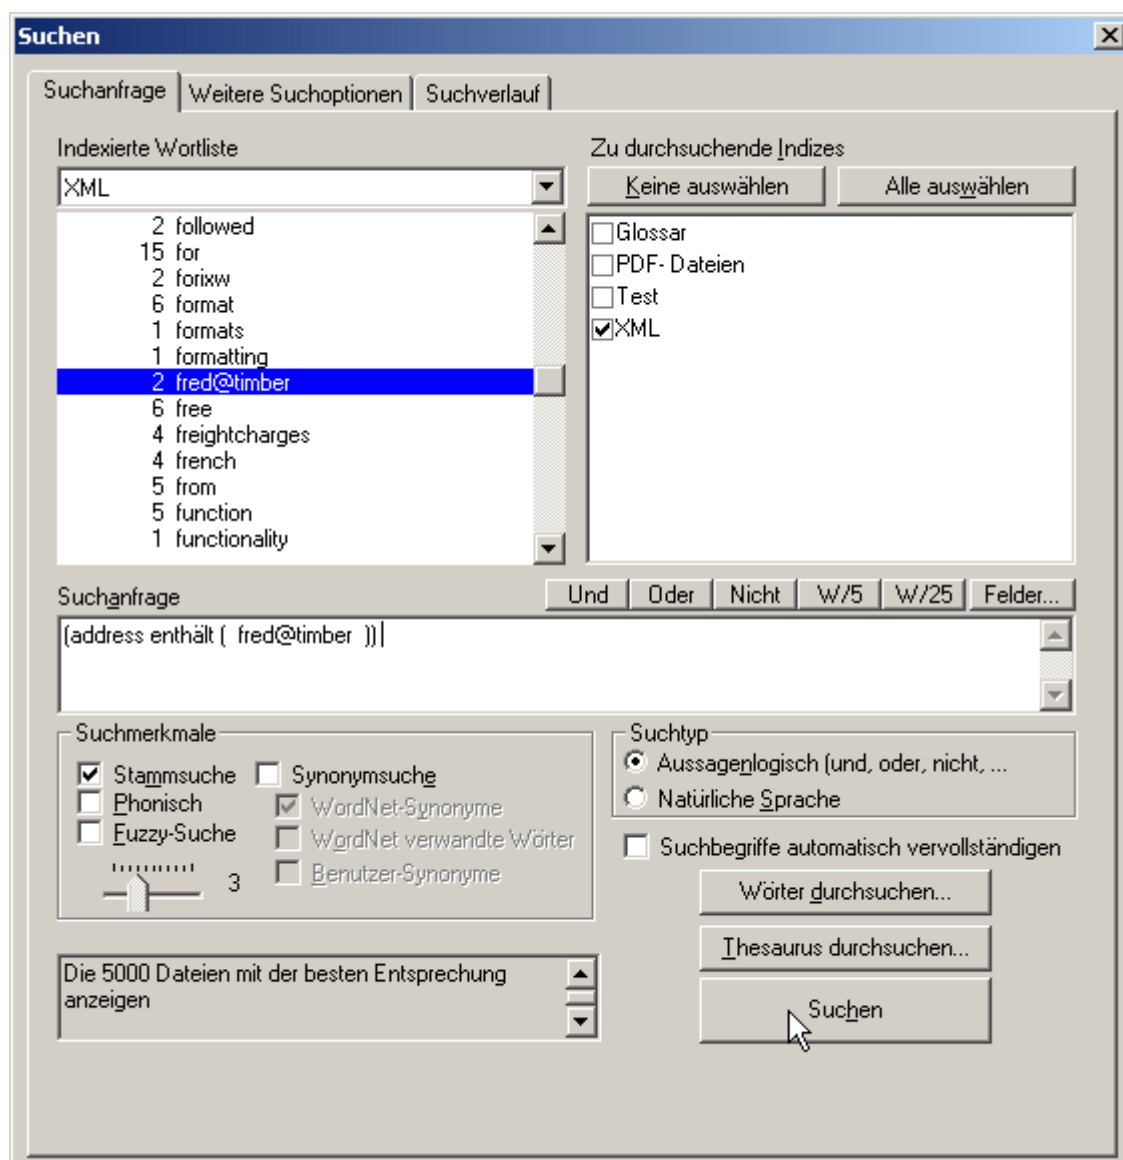 Suchen
Suchanfrage Weitere Suchoptionen Suchverlauf
Indexierte Wortliste
XML
2 followed
15 for
2 forixw
6 format
1 formats
1 formatting
2 fred@timber
6 free
4 freightcharges
4 french
5 from
5 function
1 functionality
Zu durchsuchende Indizes
Keine auswählen Alle auswählen
Glossar
PDF- Dateien
Test
XML
Suchanfrage Und Oder Nicht W/5 W/25 Felder...
(address enthält ( fred@timber ))
Suchmerkmale
Stammsuche Synonymsuche
Phonisch WordNet-Synonyme
Fuzzy-Suche WordNet verwandte Wörter
3 Benutzer-Synonyme
Suchtyp
Aussagenlogisch (und, oder, nicht, ...
Natürliche Sprache
Suchbegriffe automatisch vervollständigen
Wörter durchsuchen...
Thesaurus durchsuchen...
Suchen
Die 5000 Dateien mit der besten Entsprechung
anzeigen